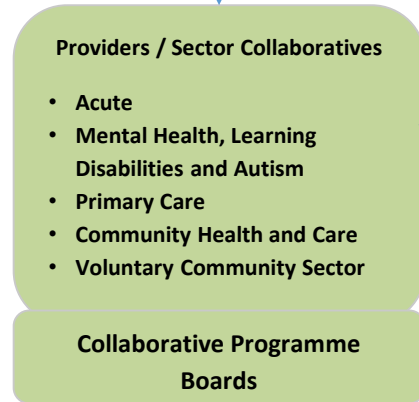 Providers / Sector Collaboratives
• Acute
• Mental Health, Learning
Disabilities and Autism
• Primary Care
• Community Health and Care
• Voluntary Community Sector
Collaborative Programme
Boards